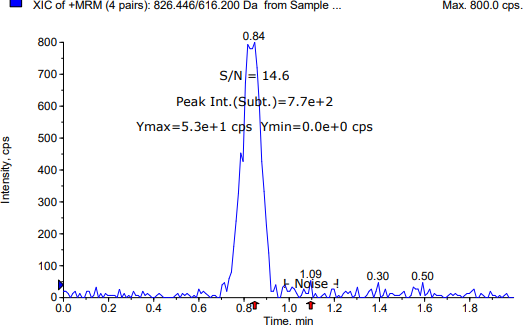 XIC of +MRM (4 pairs): 826.446/616.200 Da from Sample ...
Max. 800.0 cps.
0.84
800
S/N = 14.6
700
Peak Int.(Subt.)=7.7e+2
600
Ymax=5.3e+1 cps Ymin=0.0e+0 cps
500
Intensity, cps
400
300
200
100
1.09
0.30
0.50
Noise
0
0.0 0.2 0.4 0.6 0.8 1.0 1.2 1.4 1.6 1.8
Time, min